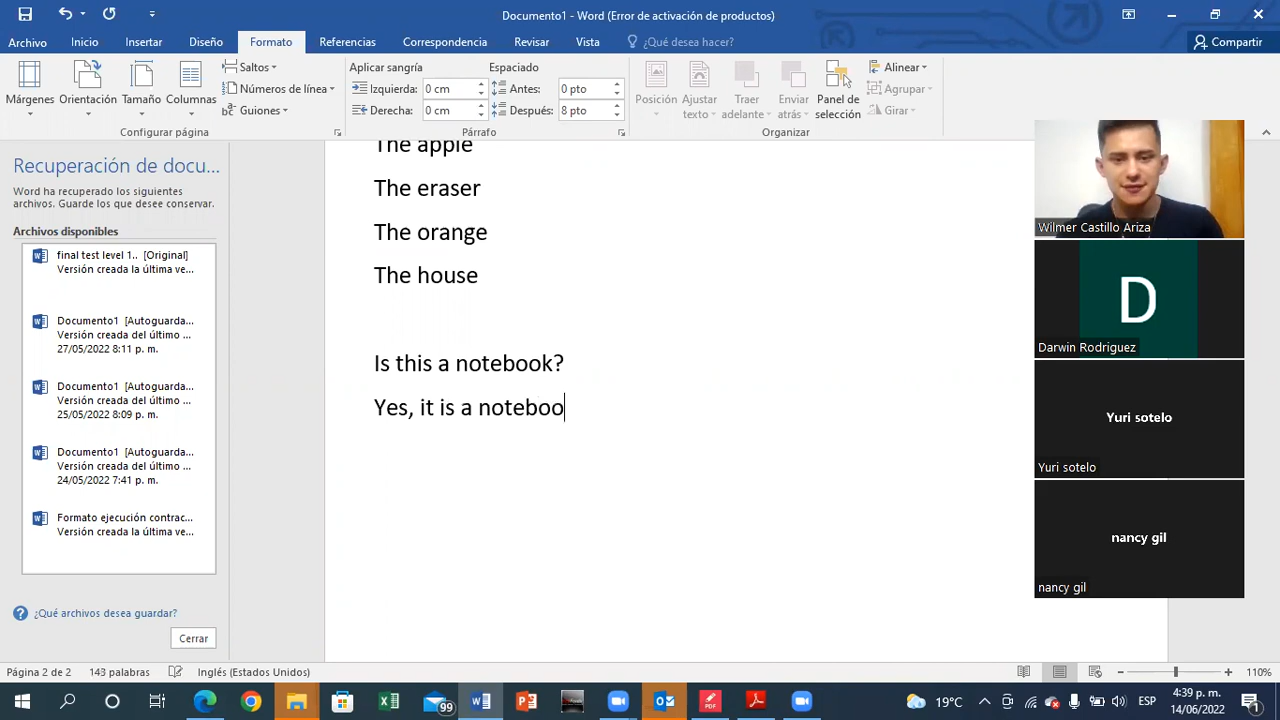 Documento1 - Word (Error de activación de productos)
Archivo Inicio Insertar Diseño Formato Referencias Correspondencia Revisar Vista ¿Qué desea hacer? Compartir
Márgenes Orientación Tamaño Columnas
Saltos
Números de línea
Guiones
Configurar página
Aplicar sangría Espaciado
Izquierda: 0 cm Antes: 0 pto
Derecha: 0 cm Después: 8 pto
Párrafo
Posición Ajustar texto Traer adelante Enviar atrás Panel de selección
Alinear
Agrupar
Girar
Organizar
Recuperación de docu...
Word ha recuperado los siguientes
archivos. Guarde los que desee conservar.
Archivos disponibles
final test level 1.. [Original]
Versión creada la última ve...
Documento1 [Autoguarda...
Versión creada del último ...
27/05/2022 8:11 p. m.
Documento1 [Autoguarda...
Versión creada del último ...
25/05/2022 8:09 p. m.
Documento1 [Autoguarda...
Versión creada del último ...
24/05/2022 7:41 p. m.
Formato ejecución contrac...
Versión creada la última ve...
¿Qué archivos desea guardar?
Cerrar
The apple
The eraser
The orange
The house
Is this a notebook?
Yes, it is a noteboo
Wilmer Castillo Ariza
D
Darwin Rodriguez
Yuri sotelo
Yuri sotelo
nancy gil
nancy gil
Página 2 de 2 143 palabras Inglés (Estados Unidos) 110%
99
19°C ESP 4:39 p. m.
14/06/2022
1